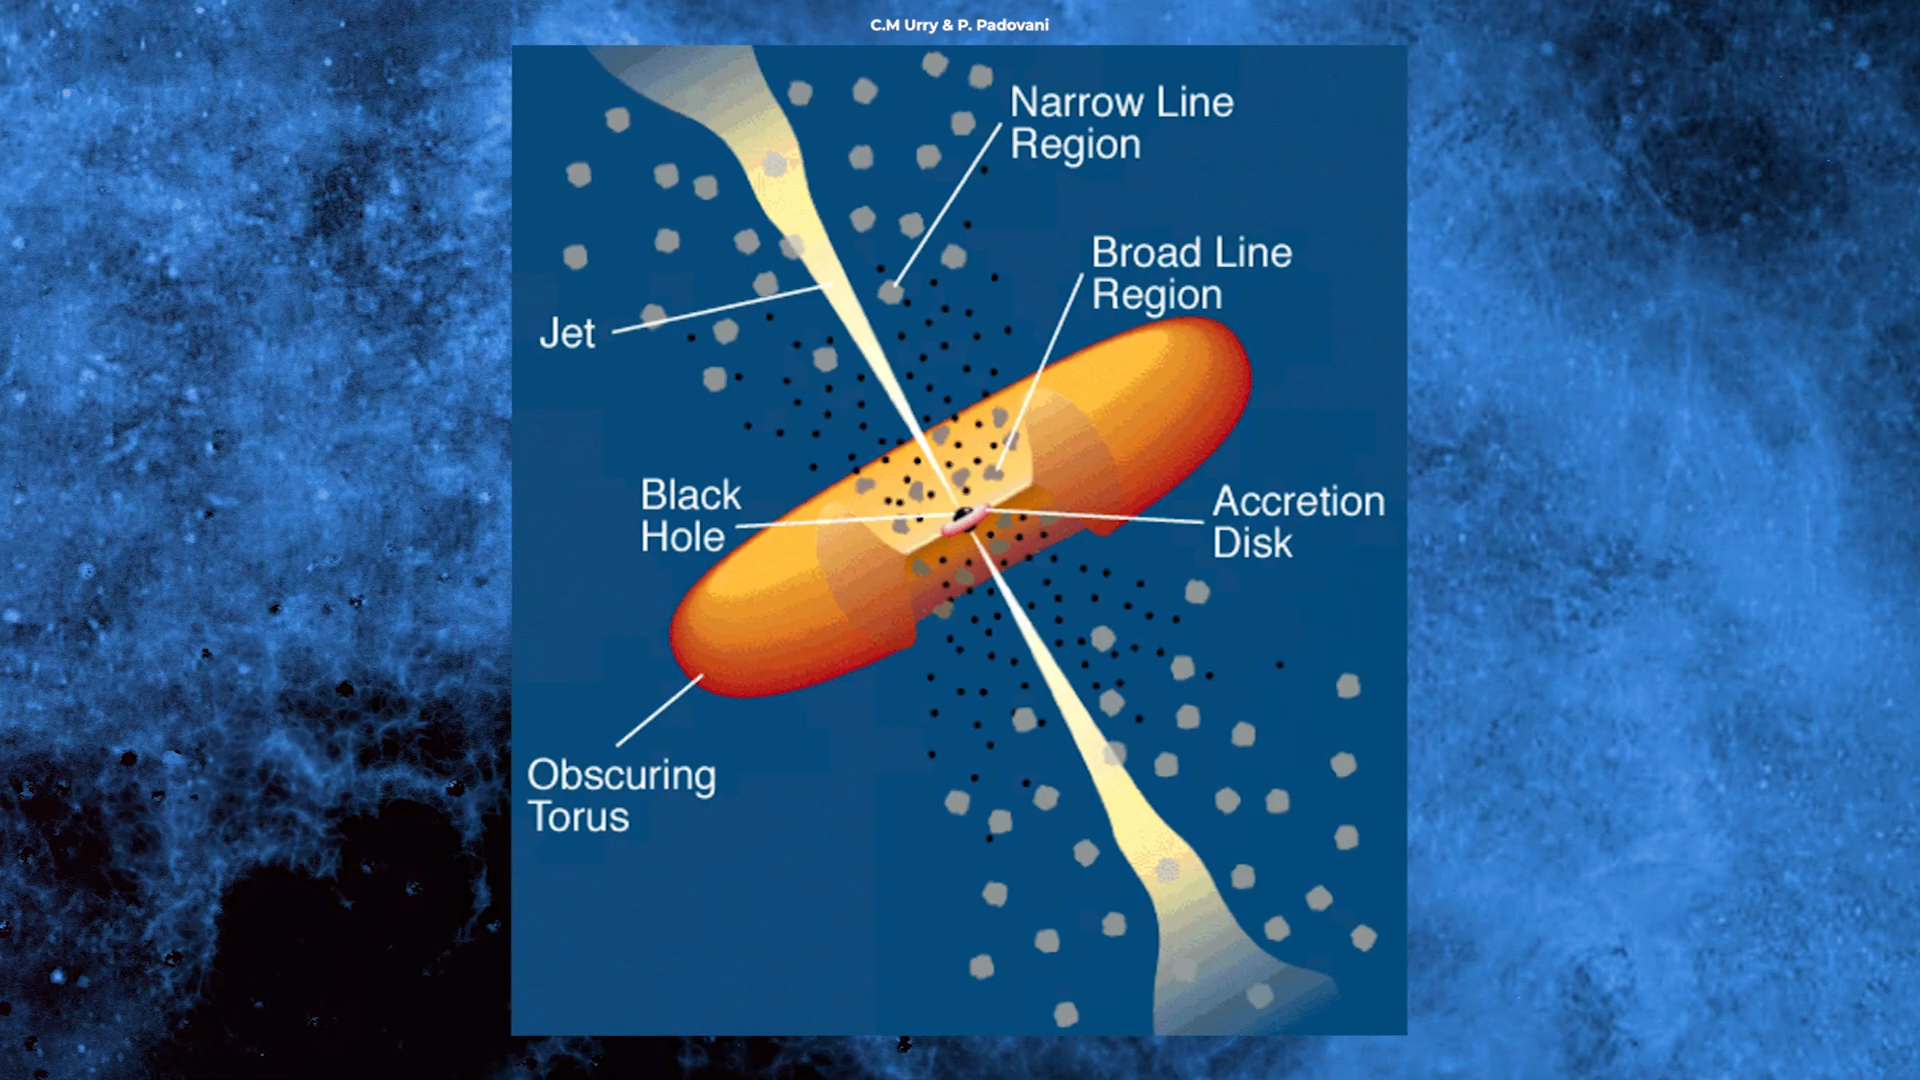 C.M Urry & P. Padovani
Narrow Line
Region
Broad Line
Region
Jet
Black
Hole
Accretion
Disk
Obscuring
Torus